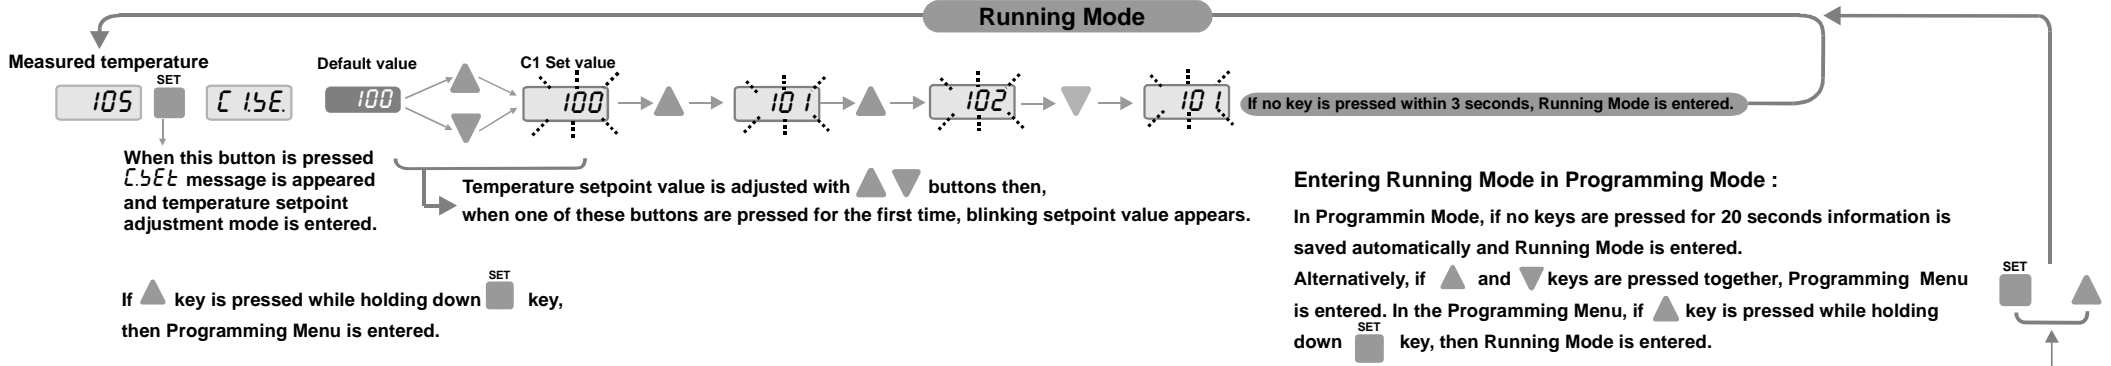 Running Mode
Measured temperature
SET
105
C 1.SE.
Default value
100
C1 Set value
100
101
102
101.
If no key is pressed within 3 seconds, Running Mode is entered.
When this button is pressed
C.SEt message is appeared
and temperature setpoint
adjustment mode is entered.
Temperature setpoint value is adjusted with buttons then,
when one of these buttons are pressed for the first time, blinking setpoint value appears.
If key is pressed while holding down SET key,
then Programming Menu is entered.
Entering Running Mode in Programming Mode :
In Programmin Mode, if no keys are pressed for 20 seconds information is
saved automatically and Running Mode is entered.
Alternatively, if and keys are pressed together, Programming Menu
is entered. In the Programming Menu, if key is pressed while holding
down SET key, then Running Mode is entered.
SET